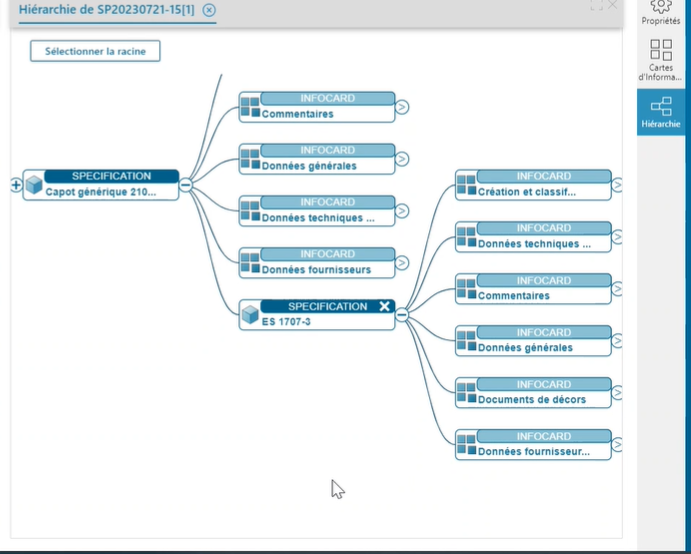 Hiérarchie de SP20230721-15[1]
Propriétés
Sélectionner la racine
Cartes
d'Informa...
Hiérarchie
INFOCARD
Commentaires
INFOCARD
Données générales
SPECIFICATION
Capot générique 210...
INFOCARD
Création et classif...
INFOCARD
Données techniques ...
INFOCARD
Données techniques ...
INFOCARD
Données fournisseurs
INFOCARD
Commentaires
SPECIFICATION
ES 1707-3
INFOCARD
Données générales
INFOCARD
Documents de décors
INFOCARD
Données fournisseur...